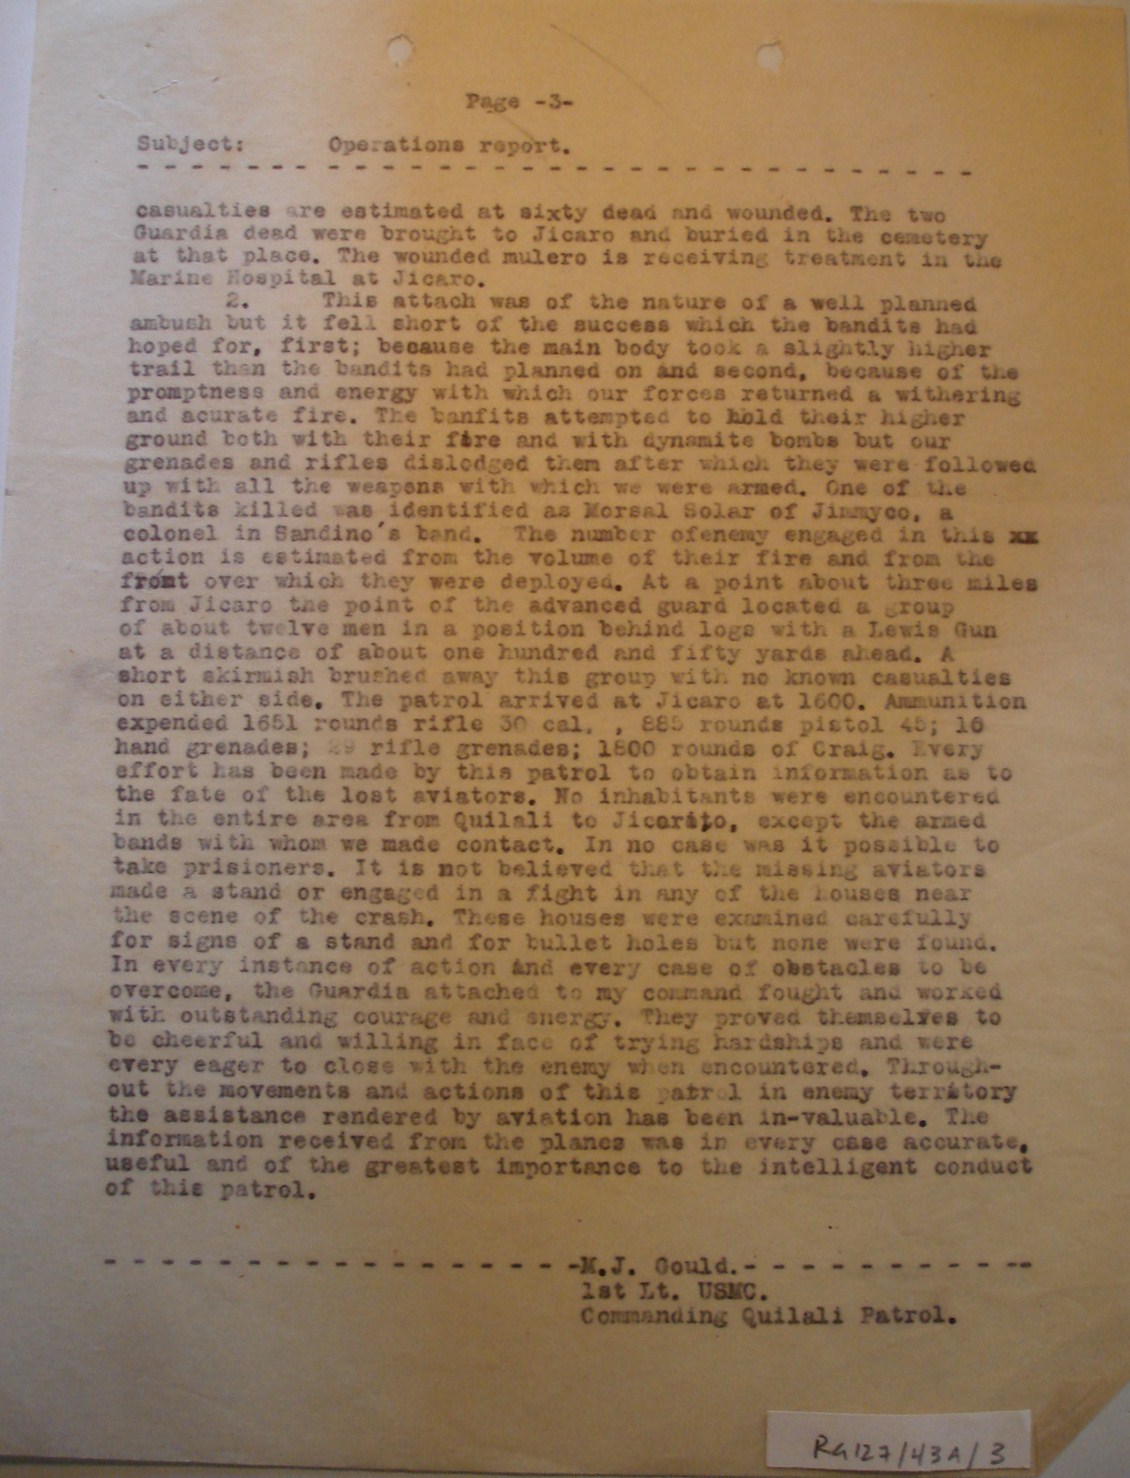 Page -3-
Subject: Operations report.
- - - - - - - - - - - - - - - - - - - - - - - - - - - - - - -
casualties are estimated at sixty dead and wounded. The two
Guardia dead were brought to Jicaro and buried in the cemetery
at that place. The wounded mulero is receiving treatment in the
Marine Hospital at Jicaro.
2. This attach was of the nature of a well planned
ambush but it fell short of the success which the bandits had
hoped for, first; because the main body took a slightly higher
trail than the bandits had planned on and second, because of the
promptness and energy with which our forces returned a withering
and acurate fire. The banfits attempted to hold their higher
ground both with their fire and with dynamite bombs but our
grenades and rifles dislodged them after which they were followed
up with all the weapons with which we were armed. One of the
bandits killed was identified as Morsal Solar of Jimmyco, a
colonel in Sandino's band. The number ofenemy engaged in this xx
action is estimated from the volume of their fire and from the
front over which they were deployed. At a point about three miles
from Jicaro the point of the advanced guard located a group
of about twelve men in a position behind logs with a Lewis Gun
at a distance of about one hundred and fifty yards ahead. A
short skirmish brushed away this group with no known casualties
on either side. The patrol arrived at Jicaro at 1600. Ammunition
expended 1651 rounds rifle 30 cal. , 885 rounds pistol 45; 16
hand grenades; 29 rifle grenades; 1800 rounds of Craig. Every
effort has been made by this patrol to obtain information as to
the fate of the lost aviators. No inhabitants were encountered
in the entire area from Quilali to Jicarito, except the armed
bands with whom we made contact. In no case was it possible to
take prisioners. It is not believed that the missing aviators
made a stand or engaged in a fight in any of the houses near
the scene of the crash. These houses were examined carefully
for signs of a stand and for bullet holes but none were found.
In every instance of action and every case of obstacles to be
overcome, the Guardia attached to my command fought and worked
with outstanding courage and energy. They proved themselves to
be cheerful and willing in face of trying hardships and were
every eager to close with the enemy when encountered. Through-
out the movements and actions of this patrol in enemy territory
the assistance rendered by aviation has been in-valuable. The
information received from the planes was in every case accurate,
useful and of the greatest importance to the intelligent conduct
of this patrol.
- - - - - - - - - - - - - - - - - -M.J. Gould.- - - - - - - - - - - --
1st Lt. USMC.
Commanding Quilali Patrol.
RG127/43A/3